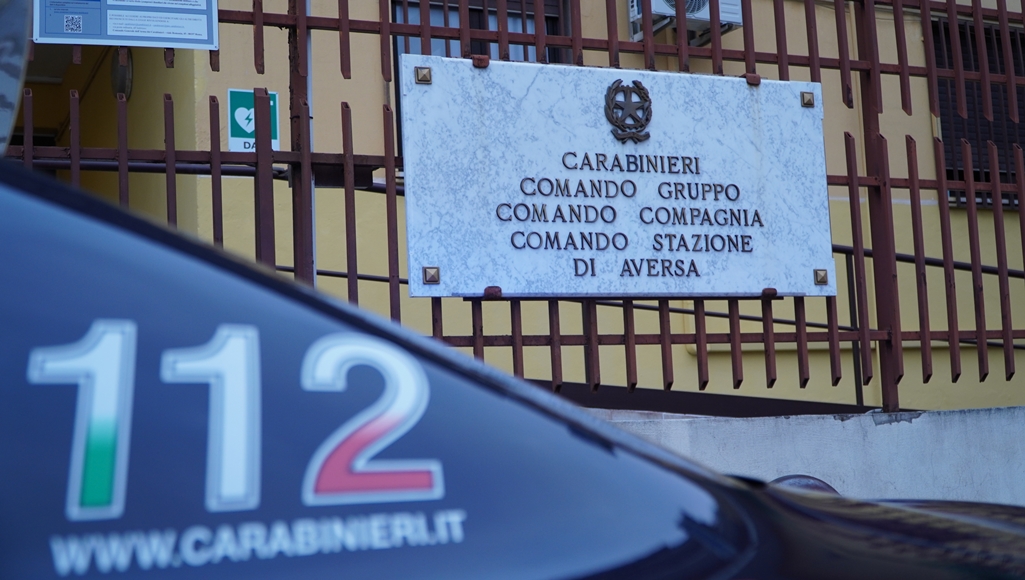 CARABINIERI
COMANDO GRUPPO
COMANDO COMPAGNIA
COMANDO STAZIONE
DI AVERSA
112
WWW.CARABINIERI.IT